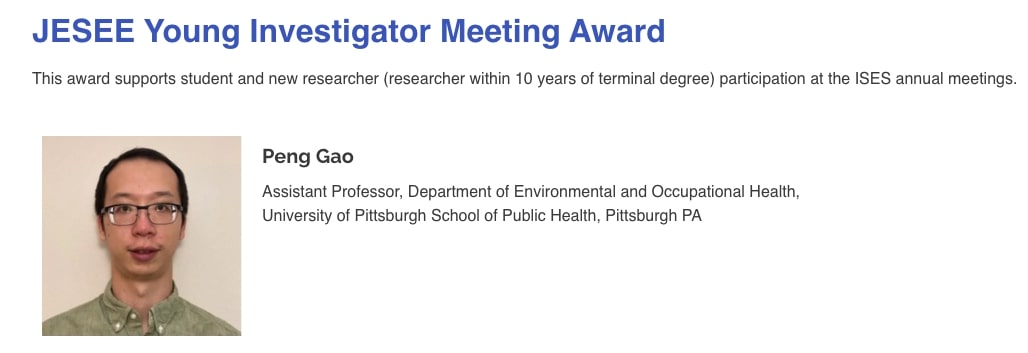 JESEE Young Investigator Meeting Award
This award supports student and new researcher (researcher within 10 years of terminal degree) participation at the ISES annual meetings.
Peng Gao
Assistant Professor, Department of Environmental and Occupational Health,
University of Pittsburgh School of Public Health, Pittsburgh PA